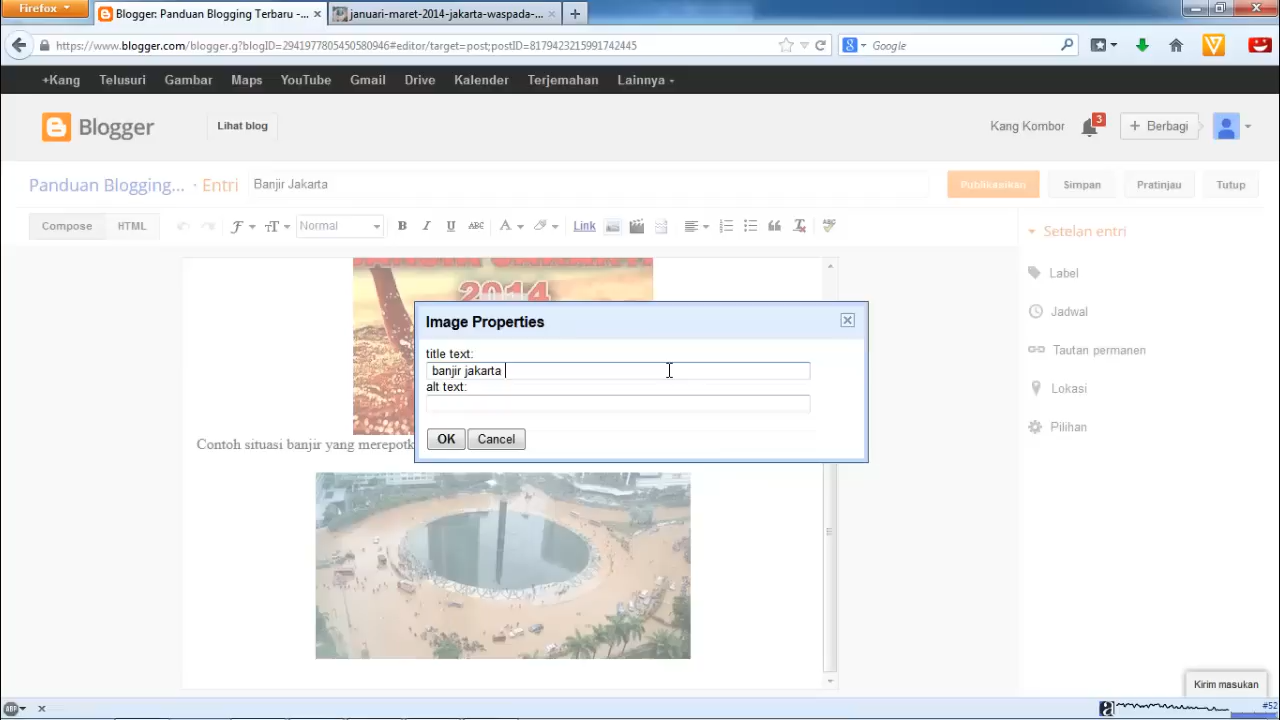 Firefox
Blogger: Panduan Blogging Terbaru -...
januari-maret-2014-jakarta-waspada-...
https://www.blogger.com/blogger.g?blogID=2941977805450580946#editor/target=post;postID=8179423215991742445
Google
+Kang Telusuri Gambar Maps YouTube Gmail Drive Kalender Terjemahan Lainnya
Blogger
Lihat blog
Kang Kombor
3
+ Berbagi
Panduan Blogging... · Entri
Banjir Jakarta
Publikasikan
Simpan
Pratinjau
Tutup
Compose
HTML
Normal
B I U ABC A
Link
Setelan entri
2014
Label
Jadwal
Tautan permanen
Lokasi
Pilihan
Image Properties
title text:
banjir jakarta
alt text:
OK
Cancel
Contoh situasi banjir yang merepotk
Kirim masukan
ABP
#52